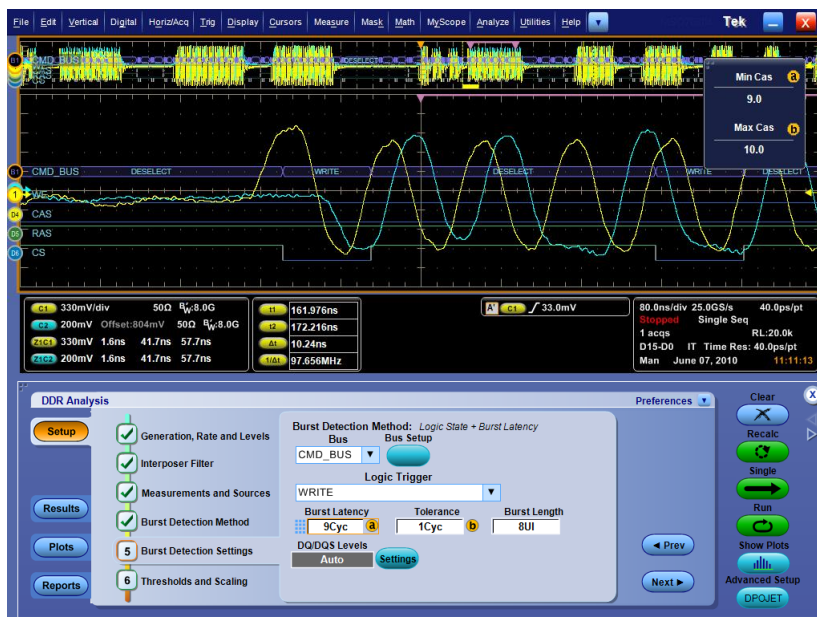 File Edit Vertical Digital Horiz/Acq Trig Display Cursors Measure Mask Math MyScope Analyze Utilities Help Tek X
B1 CMD_BUS DESELECT
Min Cas a
9.0
Max Cas b
10.0
B1 CMD_BUS DESELECT WRITE DESELECT WRITE DESELECT
1 WE
D4 CAS
D5 RAS
D6 CS
C1 330mV/div 50Ω BW:8.0G
C2 200mV Offset:804mV 50Ω BW:8.0G
Z1C1 330mV 1.6ns 41.7ns 57.7ns
Z1C2 200mV 1.6ns 41.7ns 57.7ns
t1 161.976ns
t2 172.216ns
Δt 10.24ns
1/Δt 97.656MHz
A' C1 33.0mV
80.0ns/div 25.0GS/s 40.0ps/pt
Stopped Single Seq
1 acqs RL:20.0k
D15-D0 IT Time Res: 40.0ps/pt
Man June 07, 2010 11:11:13
DDR Analysis
Preferences
Setup
Results
Plots
Reports
Generation, Rate and Levels
Interposer Filter
Measurements and Sources
Burst Detection Method
5 Burst Detection Settings
6 Thresholds and Scaling
Burst Detection Method: Logic State + Burst Latency
Bus Bus Setup
CMD_BUS
Logic Trigger
WRITE
Burst Latency Tolerance Burst Length
9Cyc a 1Cyc b 8UI
DQ/DQS Levels
Auto Settings
Prev
Next
Clear
X
Recalc
Single
Run
Show Plots
Advanced Setup
DPOJET